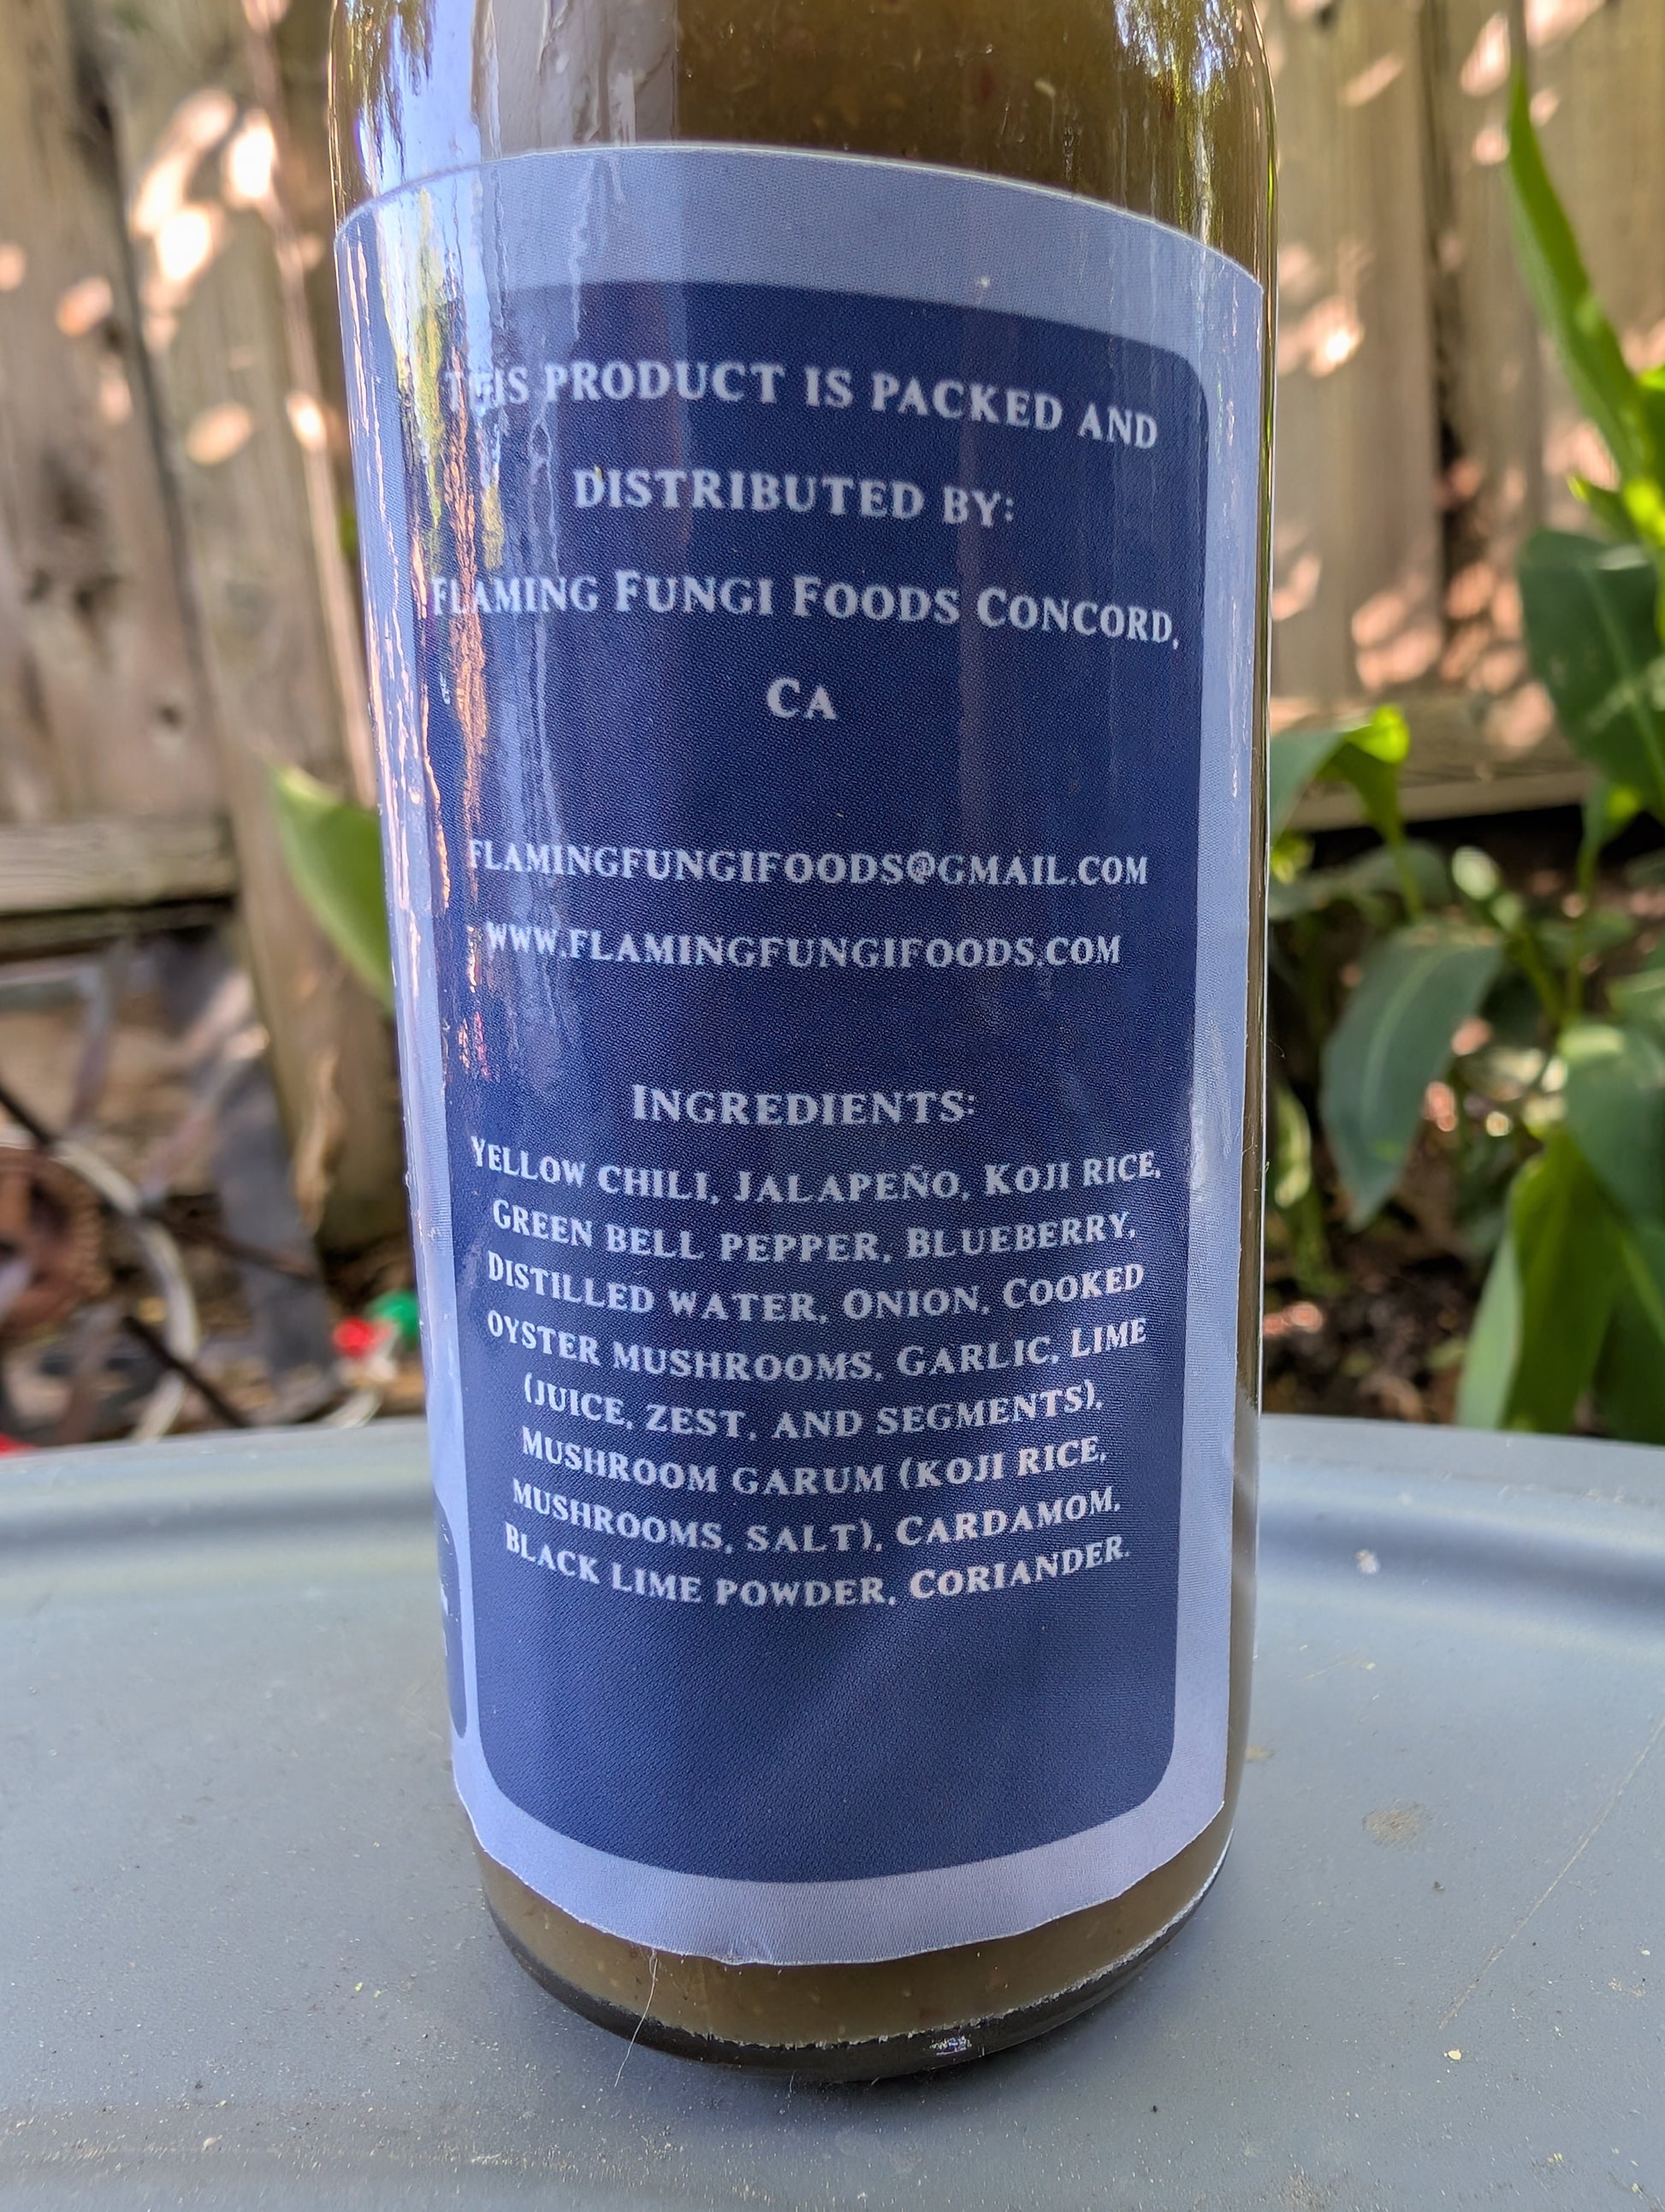 THIS PRODUCT IS PACKED AND
DISTRIBUTED BY:
FLAMING FUNGI FOODS CONCORD,
CA
FLAMINGFUNGIFOODS@GMAIL.COM
WWW.FLAMINGFUNGIFOODS.COM
INGREDIENTS:
YELLOW CHILI, JALAPEÑO, KOJI RICE,
GREEN BELL PEPPER, BLUEBERRY,
DISTILLED WATER, ONION, COOKED
OYSTER MUSHROOMS, GARLIC, LIME
(JUICE, ZEST, AND SEGMENTS),
MUSHROOM GARUM (KOJI RICE,
MUSHROOMS, SALT), CARDAMOM,
BLACK LIME POWDER, CORIANDER.